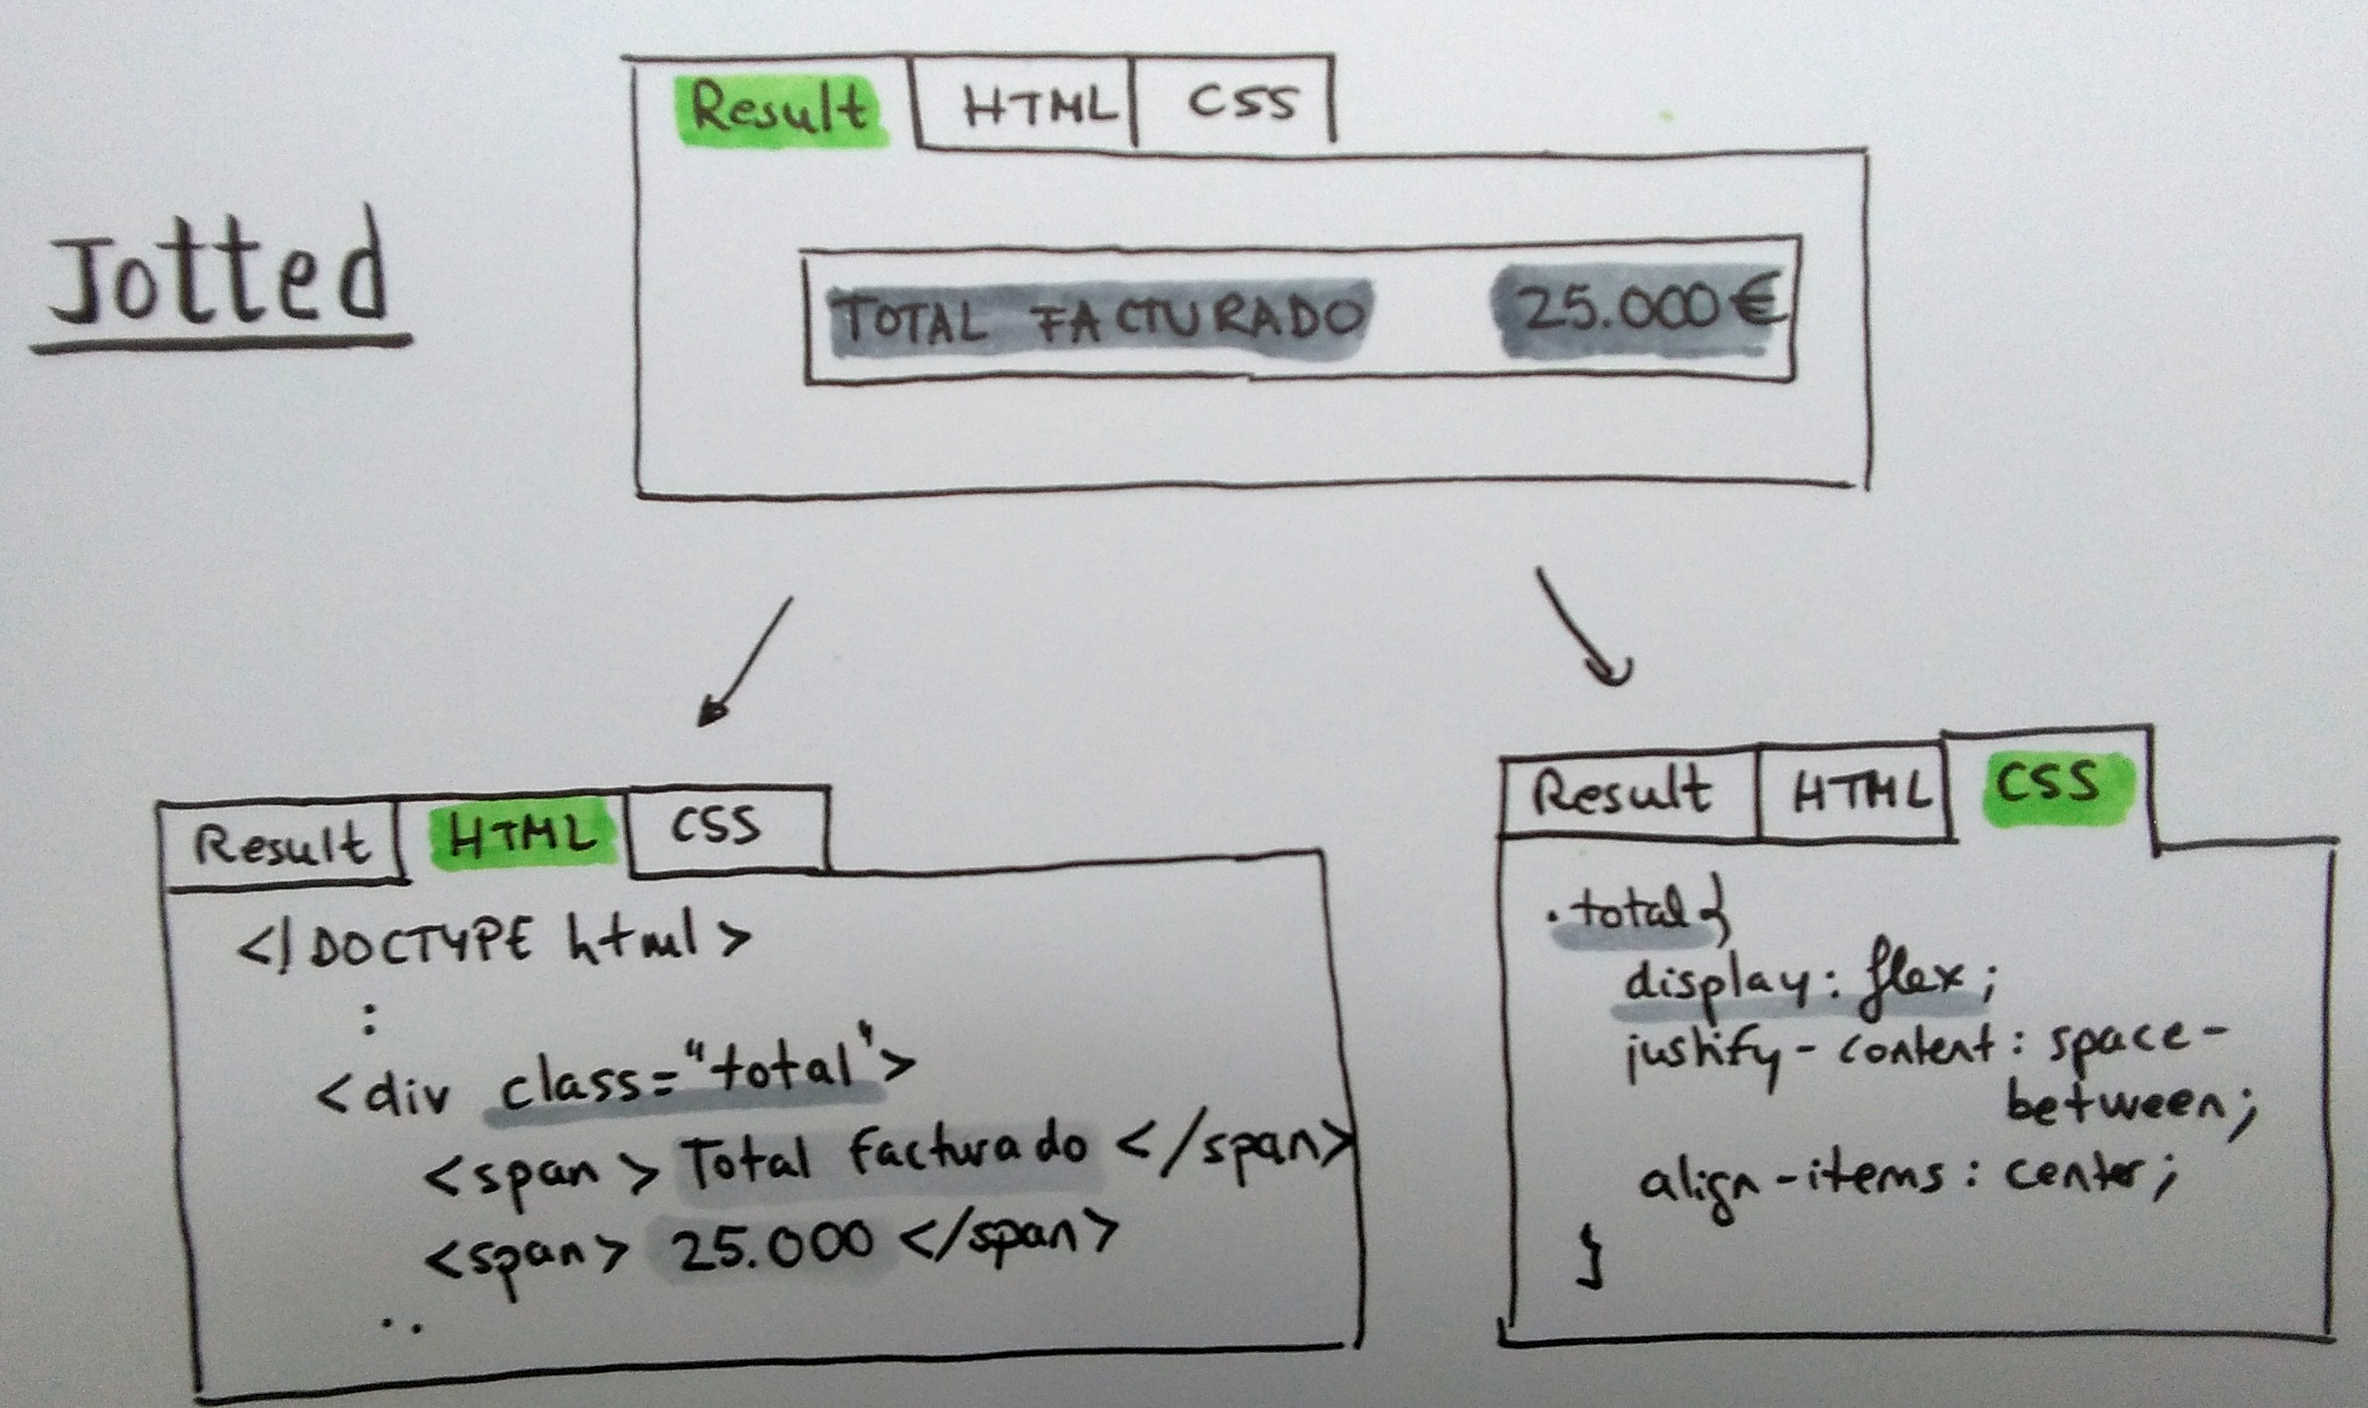 Jotted
Result HTML CSS
TOTAL FACTURADO 25.000€
Result HTML CSS
<!DOCTYPE html>
:
<div class="total">
<span> Total Facturado </span>
<span> 25.000 </span>
..
Result HTML CSS
.total {
display: flex;
justify-content: space-
between;
align-items: center;
}